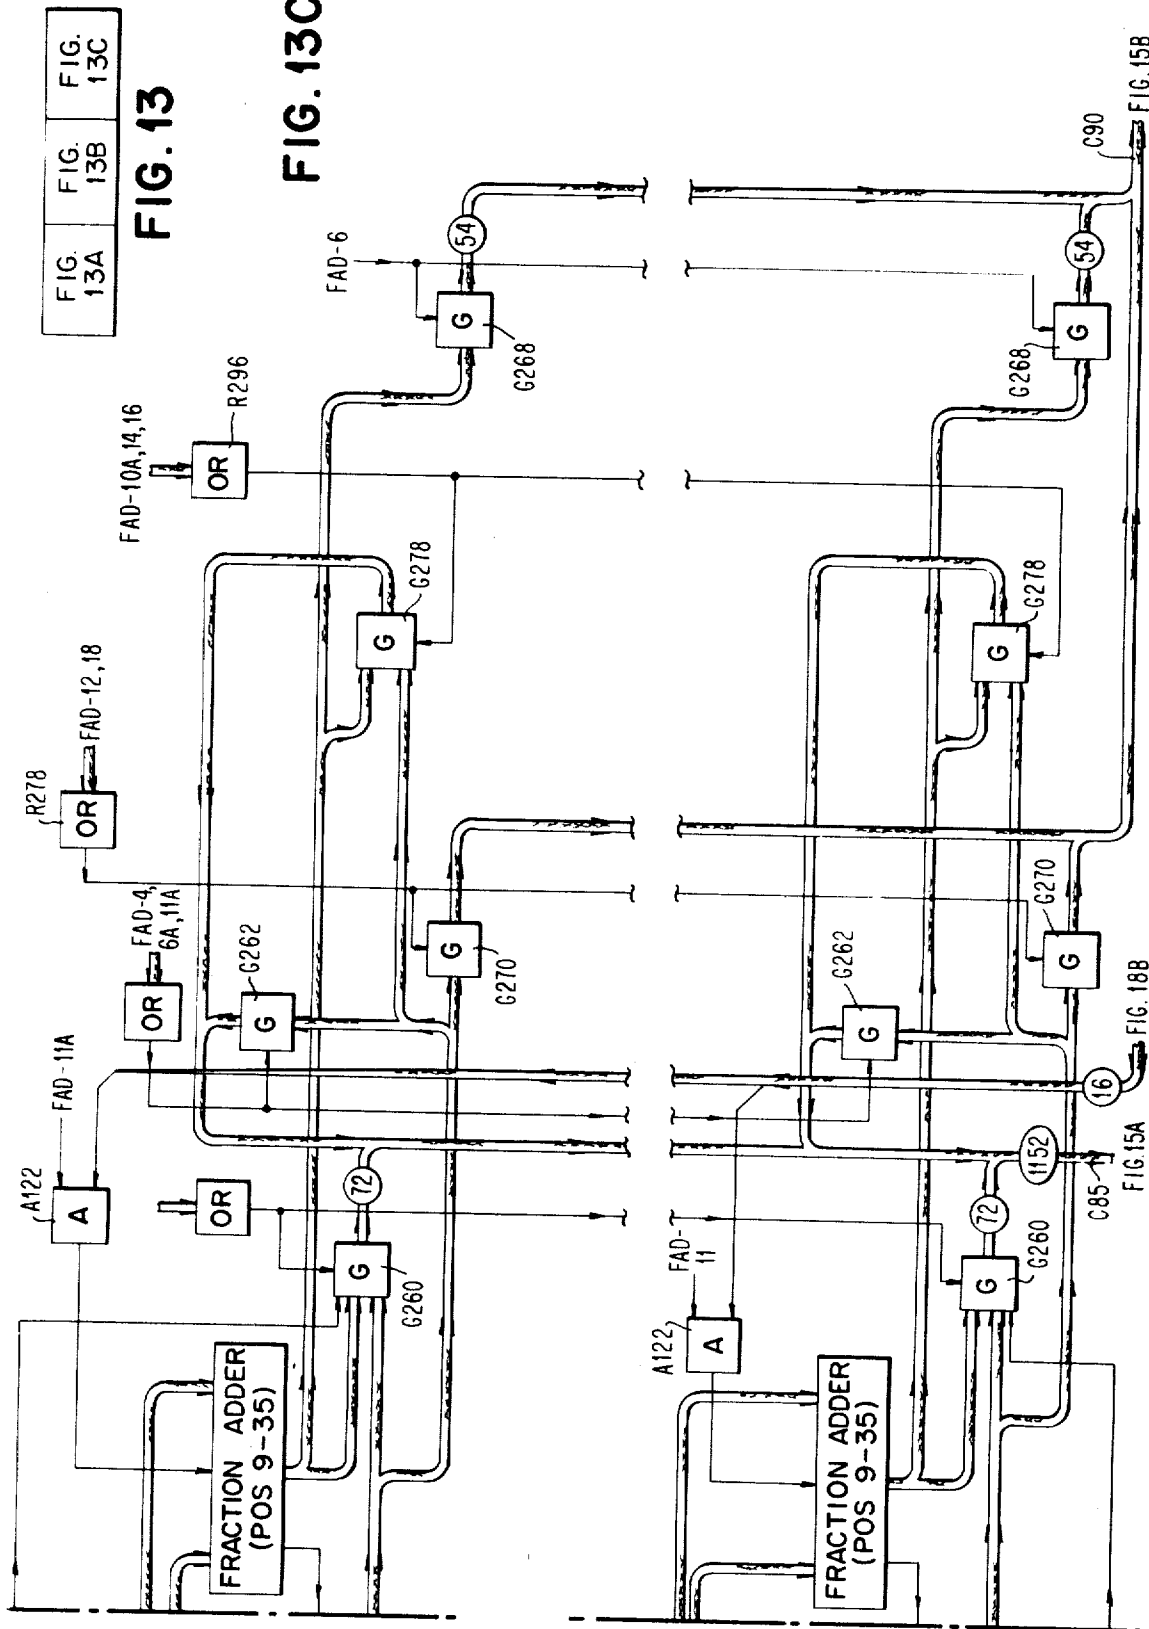 FIG. 13A
FIG. 13B
FIG. 13C
FIG. 13
FIG. 13C
FAD-11A
A122
A
FAD-4,
6A, 11A
OR
R278
OR
FAD-12,18
FAD-10A,14,16
OR
R296
FAD-6
OR
G262
G
72
G
G260
G
G270
G
G278
G
G268
54
FRACTION ADDER
(POS 9-35)
A122
A
FAD-
11
G262
G
72
G
G260
G
G270
G
G278
G
G268
54
FRACTION ADDER
(POS 9-35)
1152
C85
FIG. 15A
16
FIG. 18B
C90
FIG. 15B